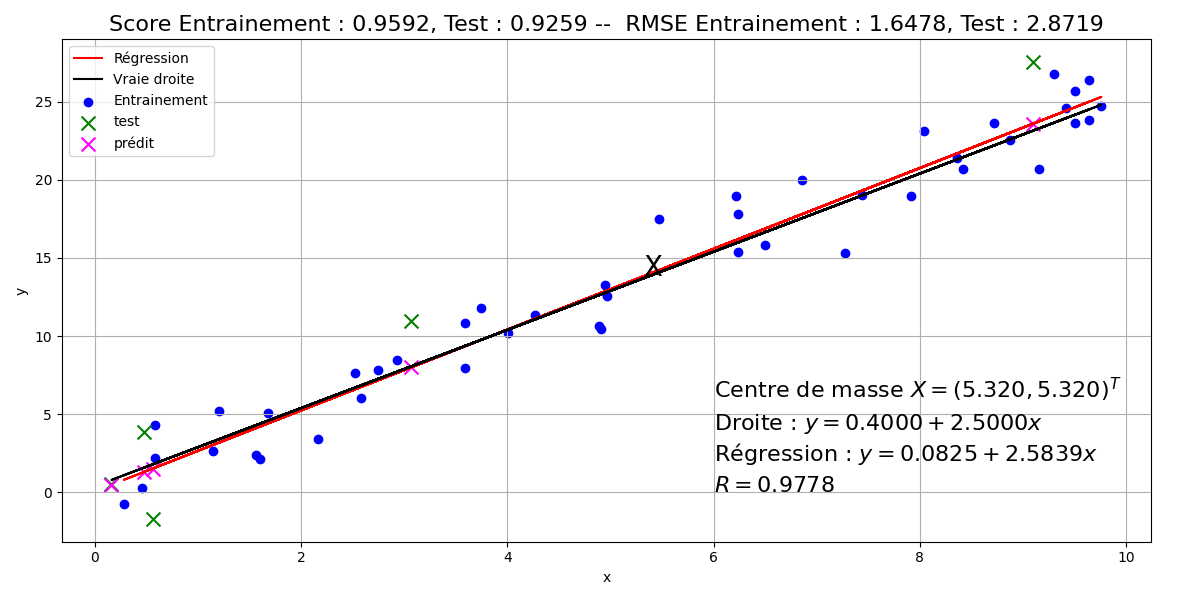 Score Entrainement : 0.9592, Test : 0.9259 --  RMSE Entrainement : 1.6478, Test : 2.8719
Régression
Vraie droite
Entrainement
test
prédit
25
20
15
10
5
0
y
X
Centre de masse X = (5.320, 5.320)^T
Droite : y = 0.4000 + 2.5000x
Régression : y = 0.0825 + 2.5839x
R = 0.9778
0 2 4 6 8 10
x